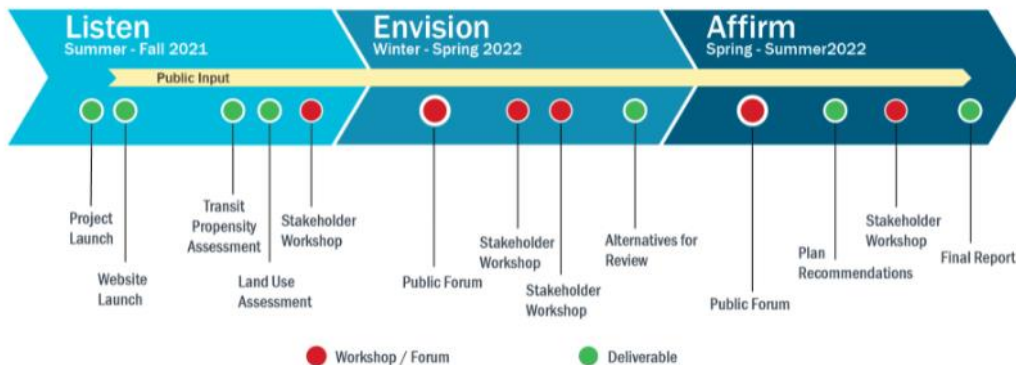 Listen
Summer - Fall 2021
Envision
Winter - Spring 2022
Affirm
Spring - Summer2022
Public Input
Project
Launch
Website
Launch
Transit
Propensity
Assessment
Land Use
Assessment
Stakeholder
Workshop
Public Forum
Stakeholder
Workshop
Stakeholder
Workshop
Alternatives for
Review
Public Forum
Plan
Recommendations
Stakeholder
Workshop
Final Report
Workshop / Forum
Deliverable